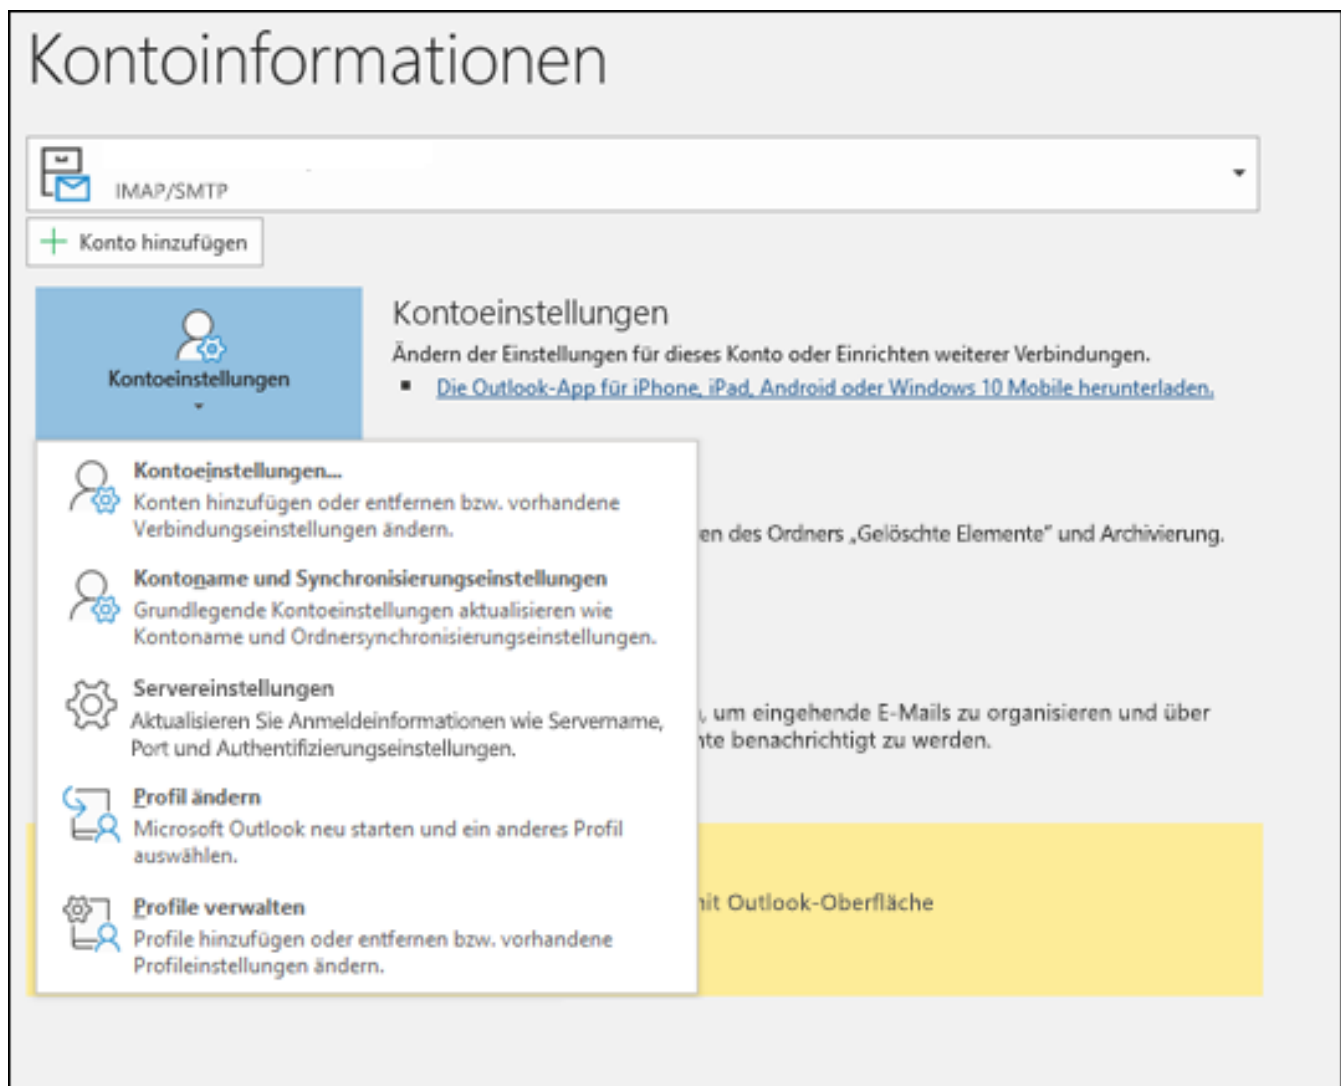 Kontoinformationen
IMAP/SMTP
Konto hinzufügen
Kontoeinstellungen
Kontoeinstellungen
Ändern der Einstellungen für dieses Konto oder Einrichten weiterer Verbindungen.
Die Outlook-App für iPhone, iPad, Android oder Windows 10 Mobile herunterladen.
Kontoeinstellungen...
Konten hinzufügen oder entfernen bzw. vorhandene
Verbindungseinstellungen ändern.
Kontoname und Synchronisierungseinstellungen
Grundlegende Kontoeinstellungen aktualisieren wie
Kontoname und Ordnersynchronisierungseinstellungen.
Servereinstellungen
Aktualisieren Sie Anmeldeinformationen wie Servername,
Port und Authentifizierungseinstellungen.
Profil ändern
Microsoft Outlook neu starten und ein anderes Profil
auswählen.
Profile verwalten
Profile hinzufügen oder entfernen bzw. vorhandene
Profileinstellungen ändern.
des Ordners „Gelöschte Elemente" und Archivierung.
um eingehende E-Mails zu organisieren und über
benachrichtigt zu werden.
Outlook-Oberfläche